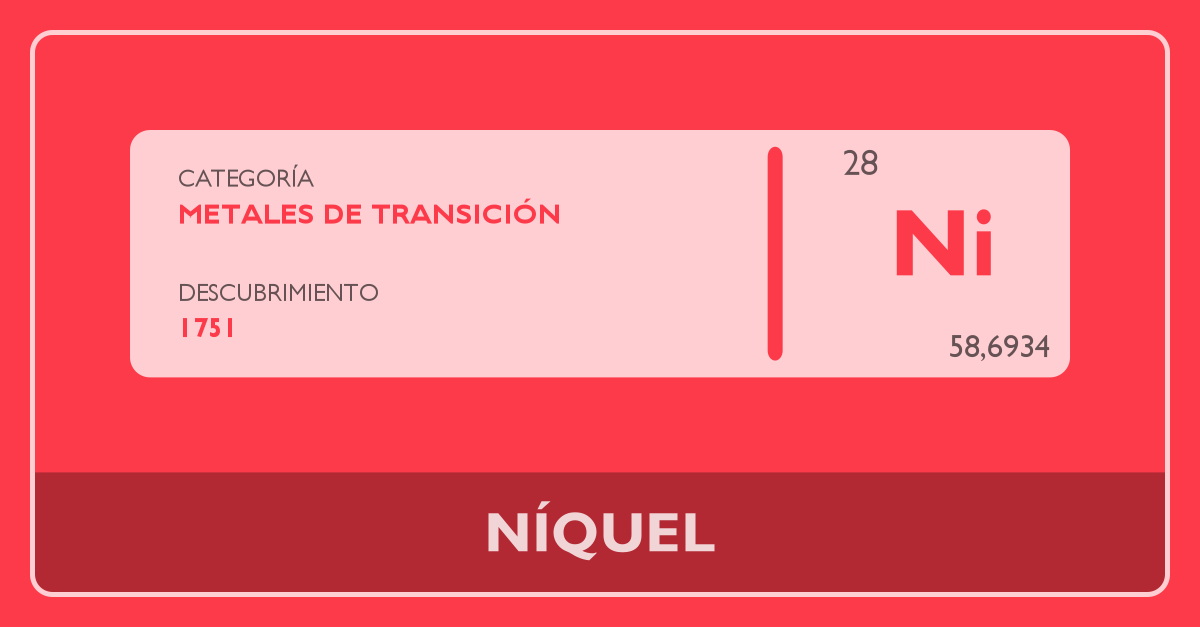 CATEGORÍA
METALES DE TRANSICIÓN
DESCUBRIMIENTO
1751
28
Ni
58,6934
NÍQUEL